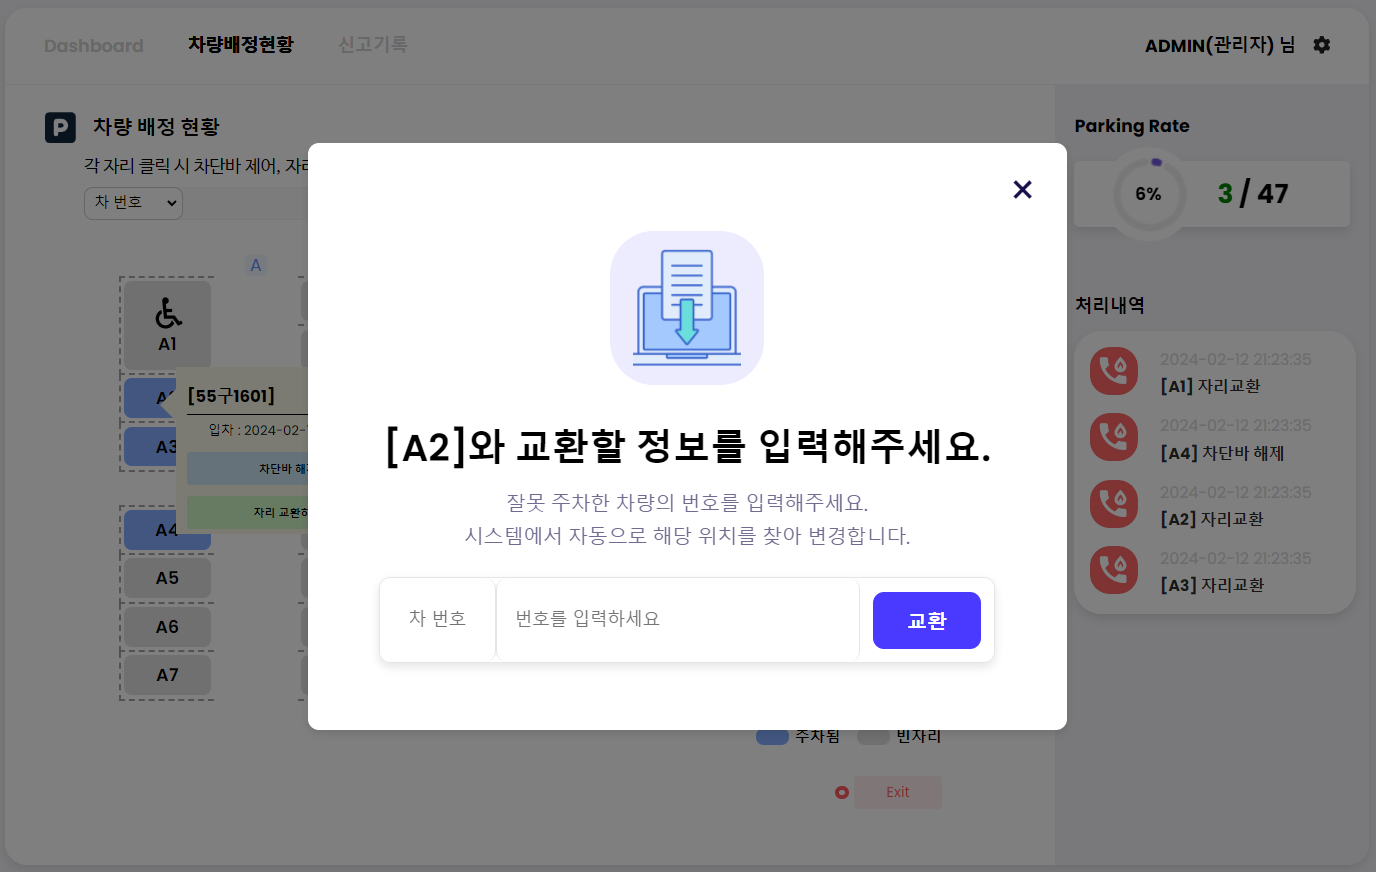 Dashboard
차량배정현황
신고기록
ADMIN(관리자) 님
P
차량 배정 현황
각 자리 클릭 시 차단바 제어,
차 번호
A
A1
A3
[55구1601]
입차 : 2024-02-
차단바
자리
A4
A5
A6
A7
[A2]와 교환할 정보를 입력해주세요.
잘못 주차한 차량의 번호를 입력해주세요.
시스템에서 자동으로 해당 위치를 찾아 변경합니다.
차 번호
번호를 입력하세요
교환
주차됨
빈자리
Exit
Parking Rate
6%
3 / 47
처리내역
2024-02-12 21:23:35
[A1] 자리교환
2024-02-12 21:23:35
[A4] 차단바 해제
2024-02-12 21:23:35
[A2] 자리교환
2024-02-12 21:23:35
[A3] 자리교환